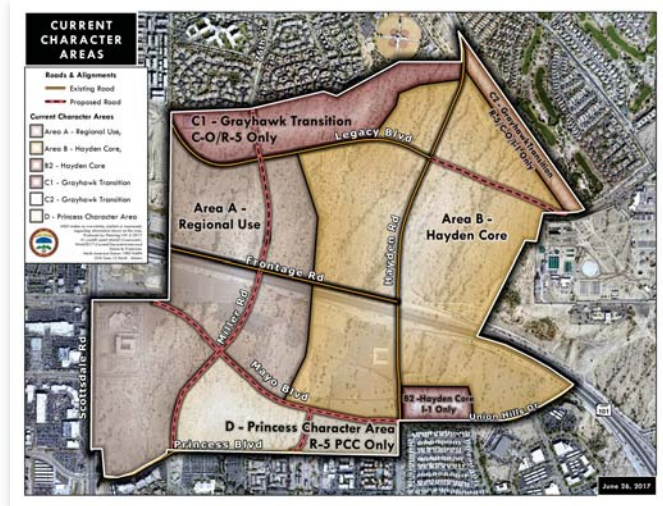 CURRENT
CHARACTER
AREAS
Roads & Alignments
Existing Road
Proposed Road
Current Character Areas
Area A - Regional Use,
Area B - Hayden Core,
B2 - Hayden Core
C1 - Grayhawk Transition
C2 - Grayhawk Transition
D - Princess Character Area
C1 - Grayhawk Transition
C-O/R-5 Only
Legacy Blvd
C2 - Grayhawk Transition
R-5/C-O/I-1 Only
Area A -
Regional Use
Area B -
Hayden Core
Hayden Rd
Frontage Rd
Miller Rd
Scottsdale Rd
Mayo Blvd
B2-Hayden Core
I-1 Only
Union Hills Dr
101
D - Princess Character Area
R-5 PCC Only
Princess Blvd
June 26, 2017